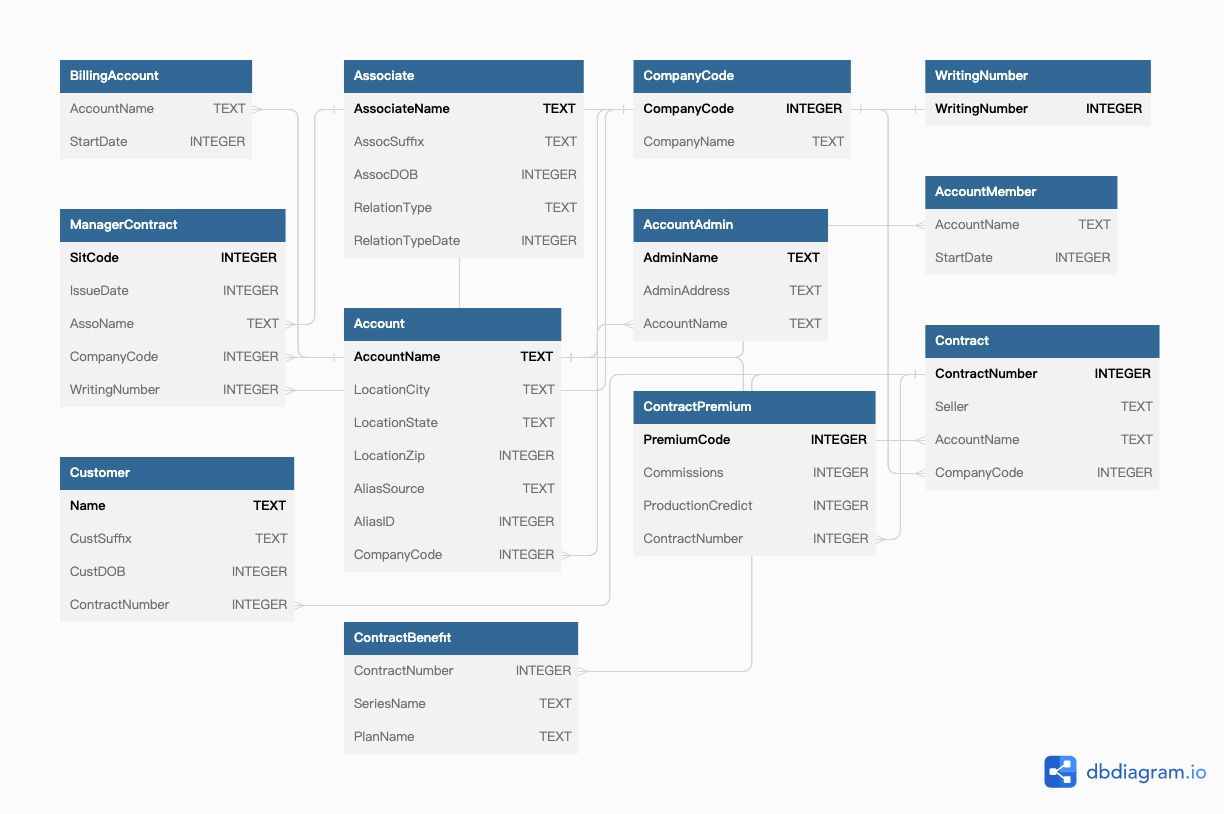 BillingAccount
AccountName TEXT
StartDate INTEGER
Associate
AssociateName TEXT
AssocSuffix TEXT
AssocDOB INTEGER
RelationType TEXT
RelationTypeDate INTEGER
CompanyCode
CompanyCode INTEGER
CompanyName TEXT
WritingNumber
WritingNumber INTEGER
ManagerContract
SitCode INTEGER
IssueDate INTEGER
AssoName TEXT
CompanyCode INTEGER
WritingNumber INTEGER
Account
AccountName TEXT
LocationCity TEXT
LocationState TEXT
LocationZip INTEGER
AliasSource TEXT
AliasID INTEGER
CompanyCode INTEGER
AccountAdmin
AdminName TEXT
AdminAddress TEXT
AccountName TEXT
AccountMember
AccountName TEXT
StartDate INTEGER
Contract
ContractNumber INTEGER
Seller TEXT
AccountName TEXT
CompanyCode INTEGER
ContractPremium
PremiumCode INTEGER
Commissions INTEGER
ProductionCredict INTEGER
ContractNumber INTEGER
Customer
Name TEXT
CustSuffix TEXT
CustDOB INTEGER
ContractNumber INTEGER
ContractBenefit
ContractNumber INTEGER
SeriesName TEXT
PlanName TEXT
dbdiagram.io